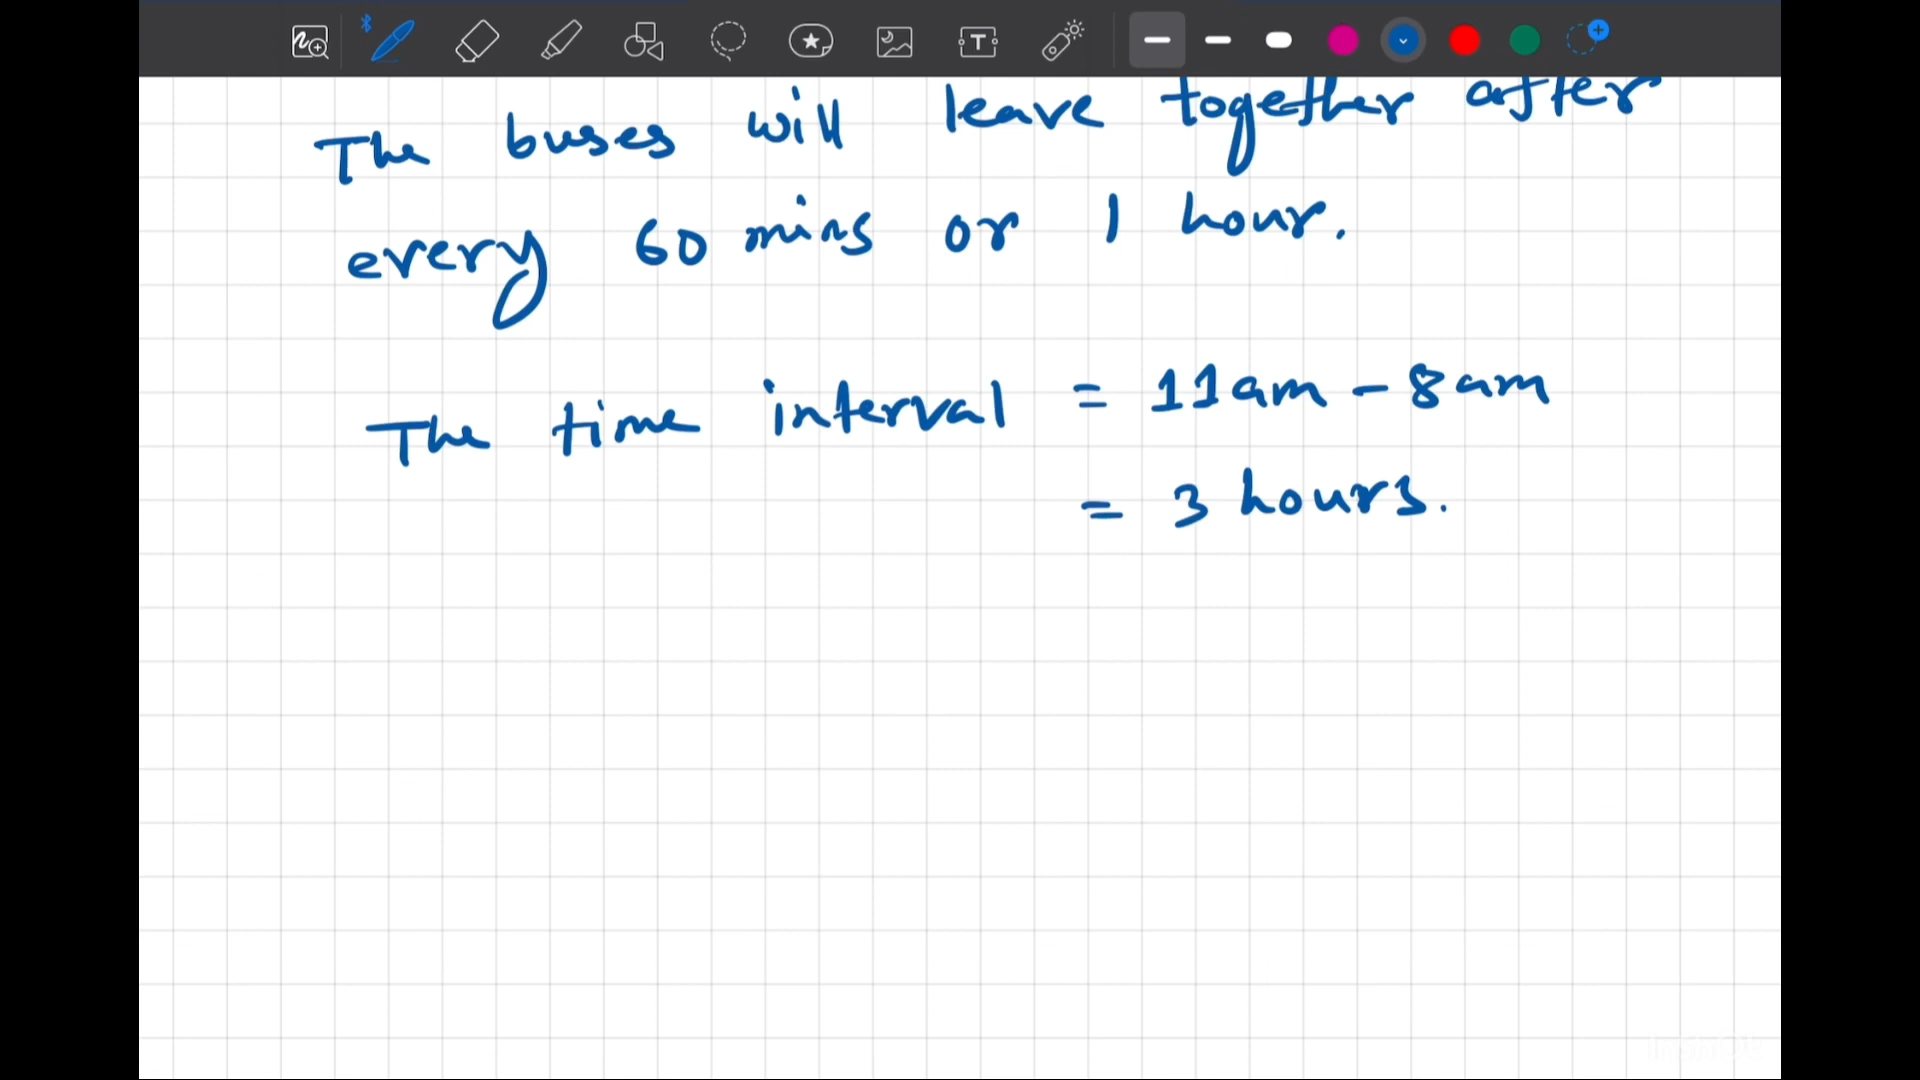 The buses will leave together after
every 60 mins or 1 hour.
The time interval = 11am - 8am
= 3 hours.